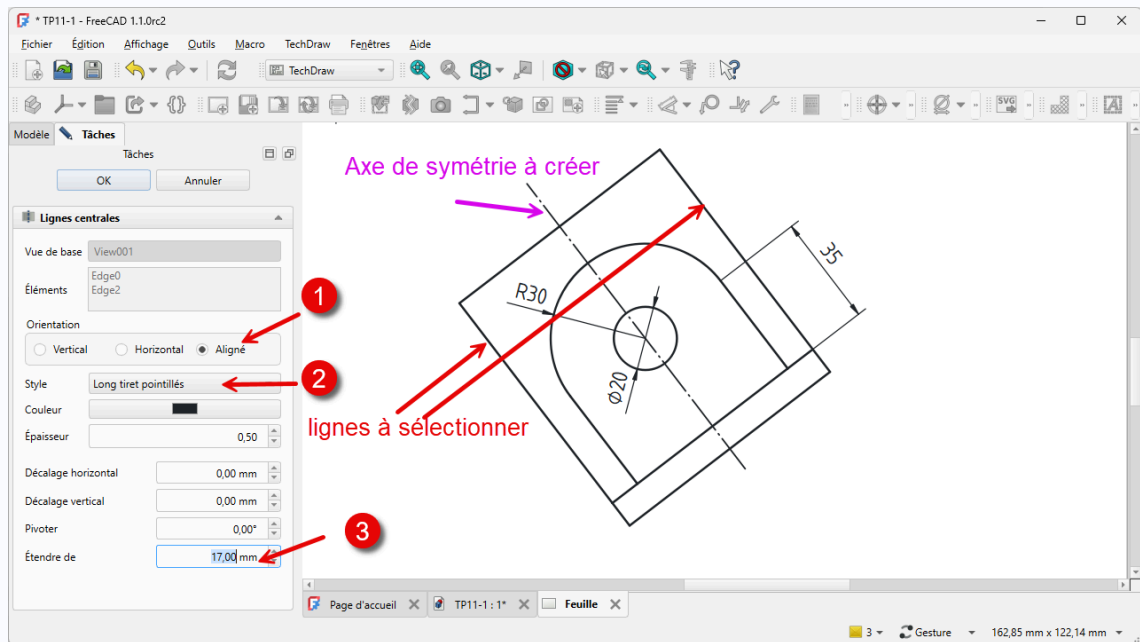 * TP11-1 - FreeCAD 1.1.0rc2
Fichier Édition Affichage Outils Macro TechDraw Fenêtres Aide
TechDraw
SVG
A
Modèle Tâches
Tâches
OK Annuler
Lignes centrales
Vue de base View001
Éléments Edge0
Edge2
Orientation
Vertical Horizontal Aligné
Style Long tiret pointillés
Couleur
Épaisseur 0,50
Décalage horizontal 0,00 mm
Décalage vertical 0,00 mm
Pivoter 0,00°
Étendre de 17,00 mm
1
2
3
Axe de symétrie à créer
35
R30
Φ20
lignes à sélectionner
Page d'accueil TP11-1 : 1* Feuille
3 Gesture 162,85 mm x 122,14 mm